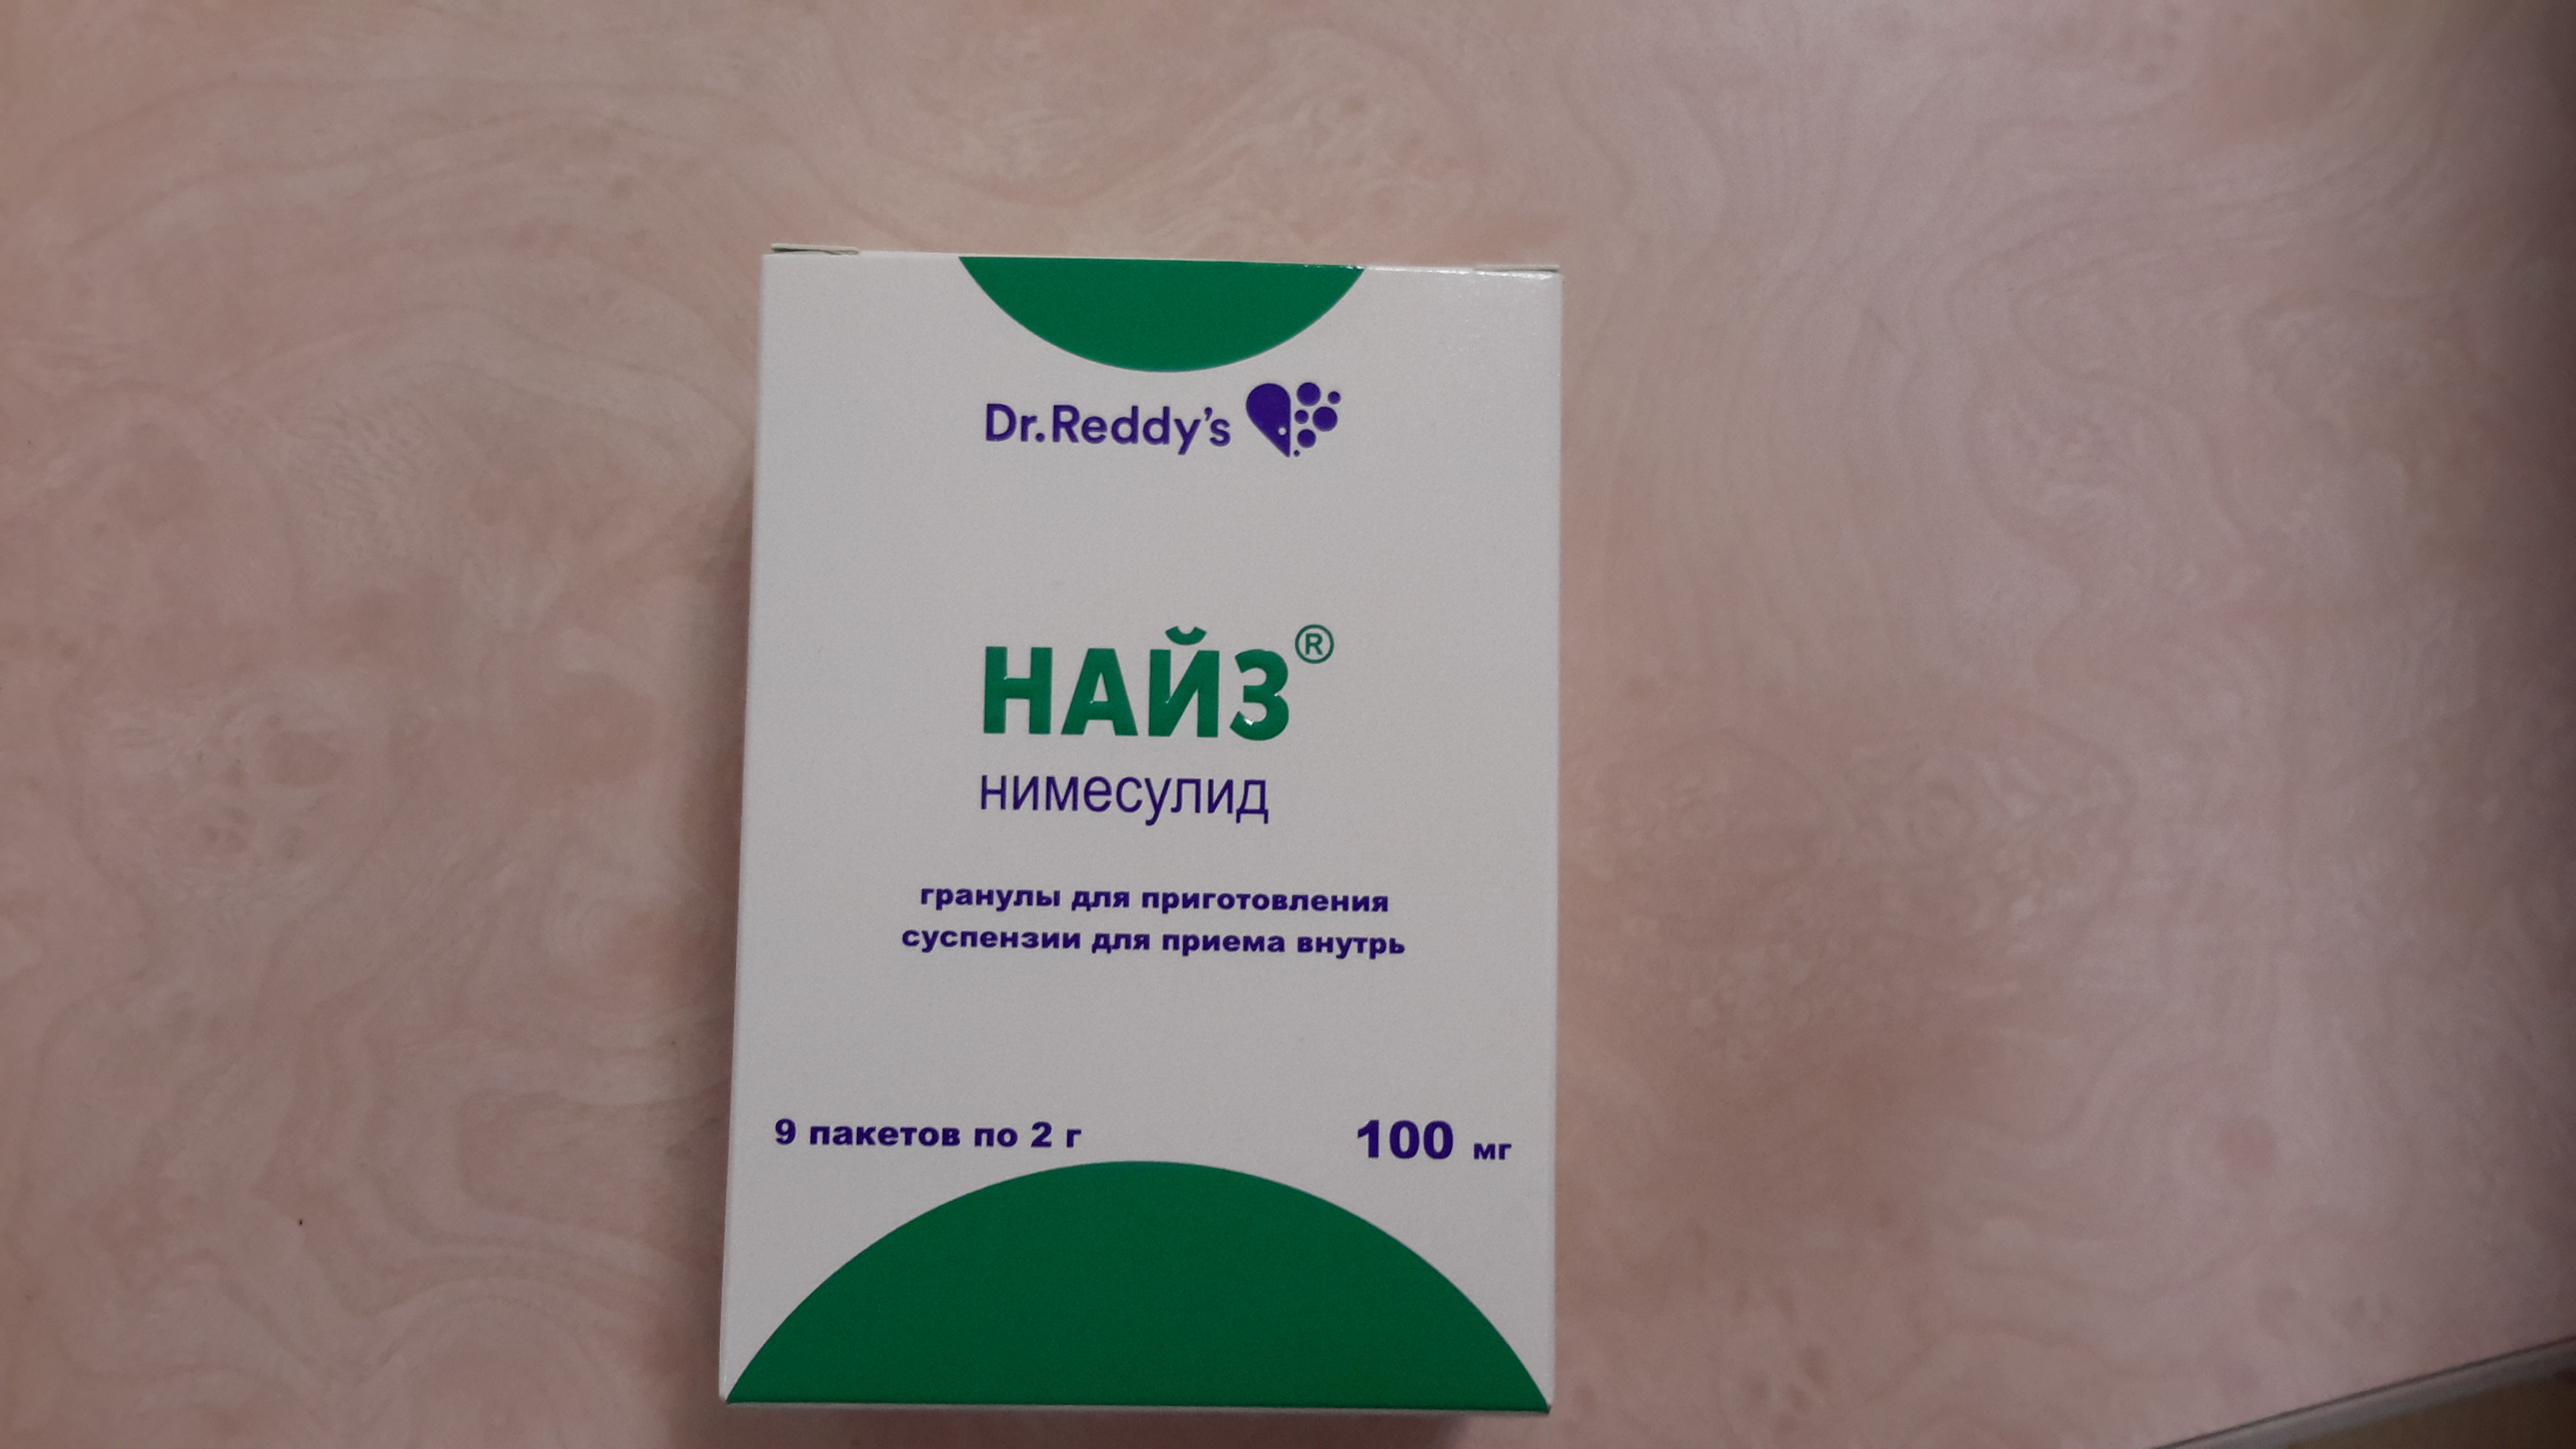 Dr.Reddy's
НАЙЗ®
нимесулид
гранулы для приготовления
суспензии для приема внутрь
9 пакетов по 2 г 100 мг